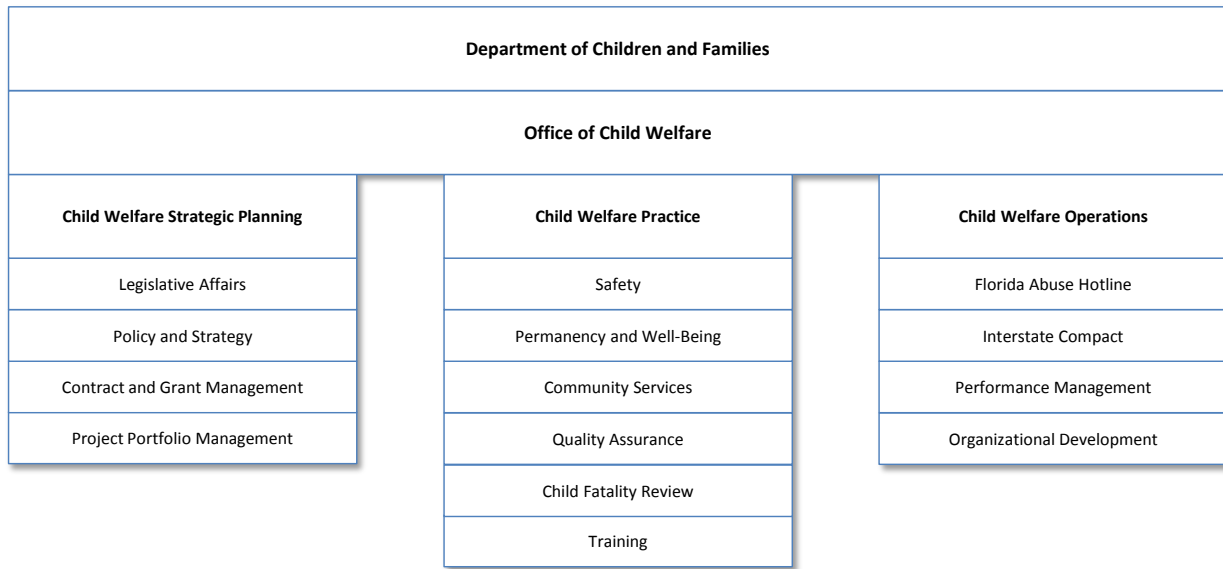 Department of Children and Families
Office of Child Welfare
Child Welfare Strategic Planning
Legislative Affairs
Policy and Strategy
Contract and Grant Management
Project Portfolio Management
Child Welfare Practice
Safety
Permanency and Well-Being
Community Services
Quality Assurance
Child Fatality Review
Training
Child Welfare Operations
Florida Abuse Hotline
Interstate Compact
Performance Management
Organizational Development